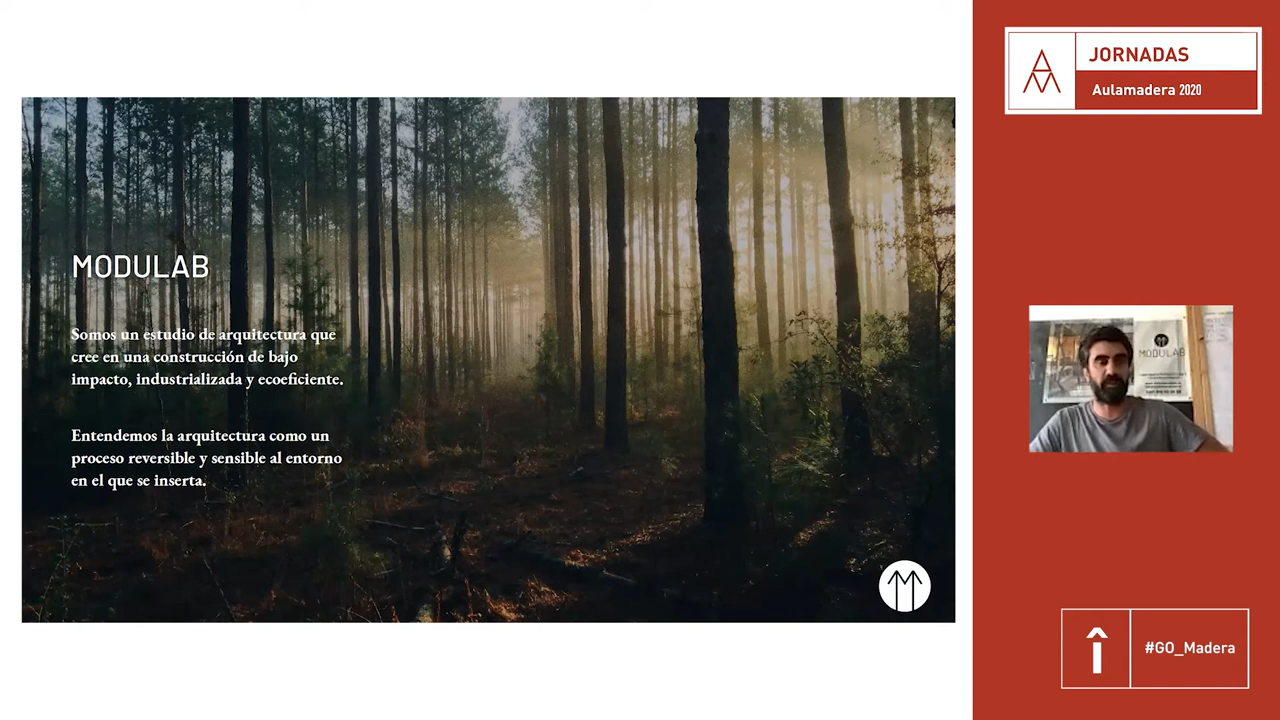 MODULAB
Somos un estudio de arquitectura que
cree en una construcción de bajo
impacto, industrializada y ecoeficiente.
Entendemos la arquitectura como un
proceso reversible y sensible al entorno
en el que se inserta.
JORNADAS
Aulamadera 2020
MODULAB
#GO_Madera